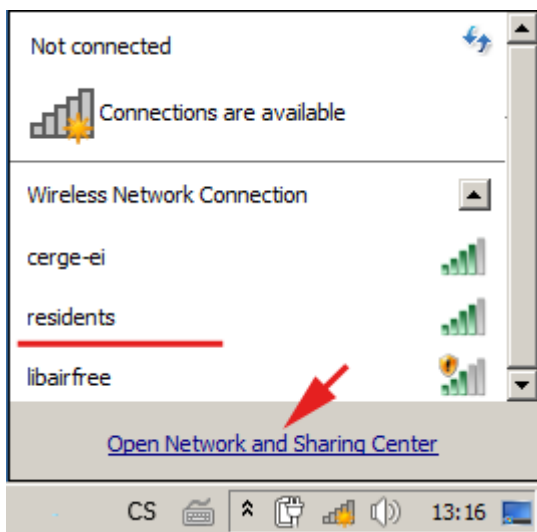 Not connected
Connections are available
Wireless Network Connection
cerge-ei
residents
libairfree
Open Network and Sharing Center
CS
13:16